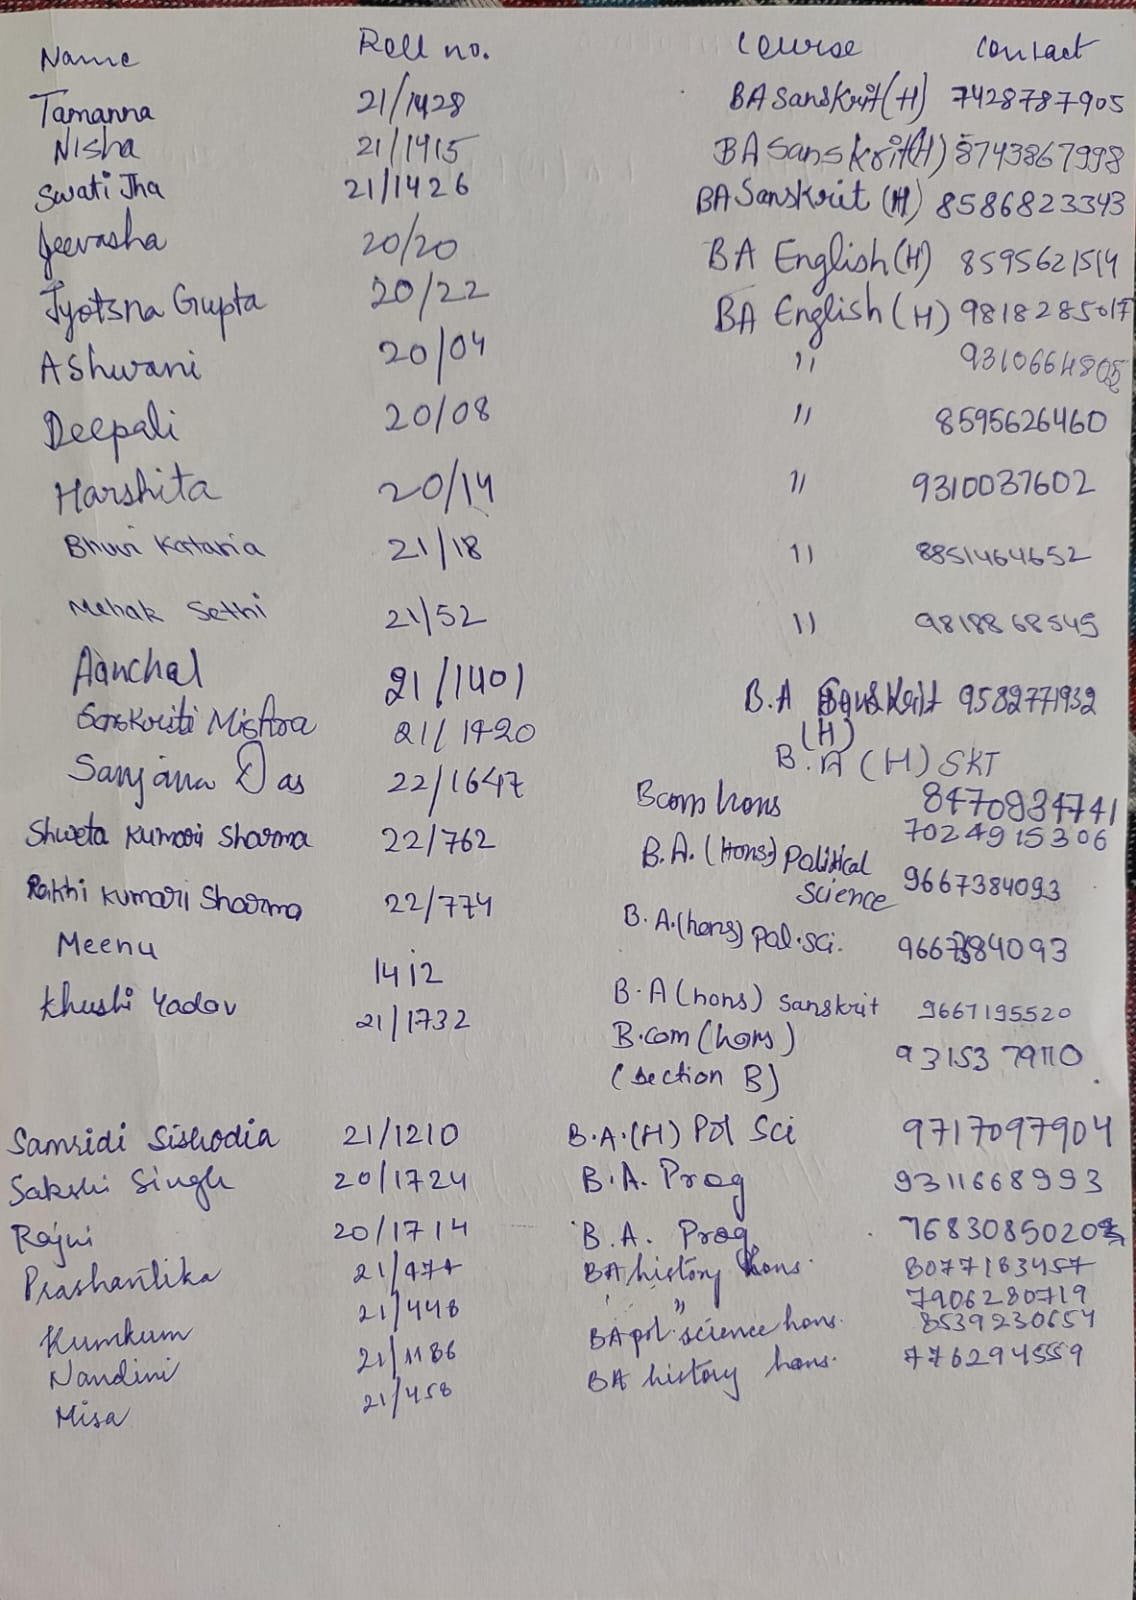 Name Roll no. Course Contact
Tamanna 21/1428 BA Sanskrit(H) 7428787905
Nisha 21/1415 BA Sanskrit(H) 8743867998
Swati Jha 21/1426 BA Sanskrit (H) 8586823343
Jeevasha 20/20 BA English(H) 8595621514
Jyotsna Gupta 20/22 BA English (H) 9818285017
Ashwani 20/04 " 9310664805
Deepali 20/08 " 8595626460
Harshita 20/14 " 9310037602
Bhuvi Kataria 21/18 " 8851464652
Mehak Sethi 21/52 " 9818868545
Aanchal 21/1401 B.A Sanskrit 9582771932
(H)
Sanskriti Mishra 21/1420 B.A (H) SKT
Sanjana Das 22/1647 Bcom hons 8470934741
7024915306
Shweta Kumari Sharma 22/762 B.A. (Hons.) Political
Science 9667384093
Rakhi Kumari Sharma 22/774 B.A.(hons) pol.sci. 9667384093
Meenu 1412 B.A(hons) Sanskrit 9667195520
Khushi Yadav 21/1732 B.com(hons)
(section B) 9315379110
Samridi Sishodia 21/1210 B.A.(H) Pol Sci 9717097904
Sakshi Singh 20/1724 B.A. Prog 9311668993
Rajni 20/1714 B.A. Prog 7683085020
Prashantika 21/474 BA history hons. 8077183457
Kumkum 21/448 " 7906280719
Nandini 21/1186 BA pol science hons. 8539230654
Misa 21/458 BA history hons. 776294559